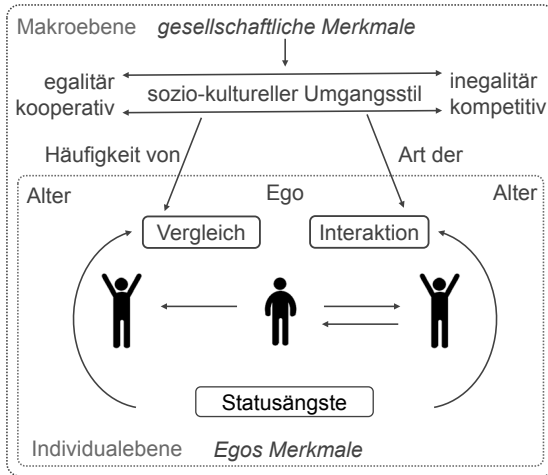 Makroebene gesellschaftliche Merkmale
egalitär
kooperativ
sozio-kultureller Umgangsstil
inegalitär
kompetitiv
Häufigkeit von
Art der
Alter
Ego
Alter
Vergleich
Interaktion
Statusängste
Individualebene Egos Merkmale